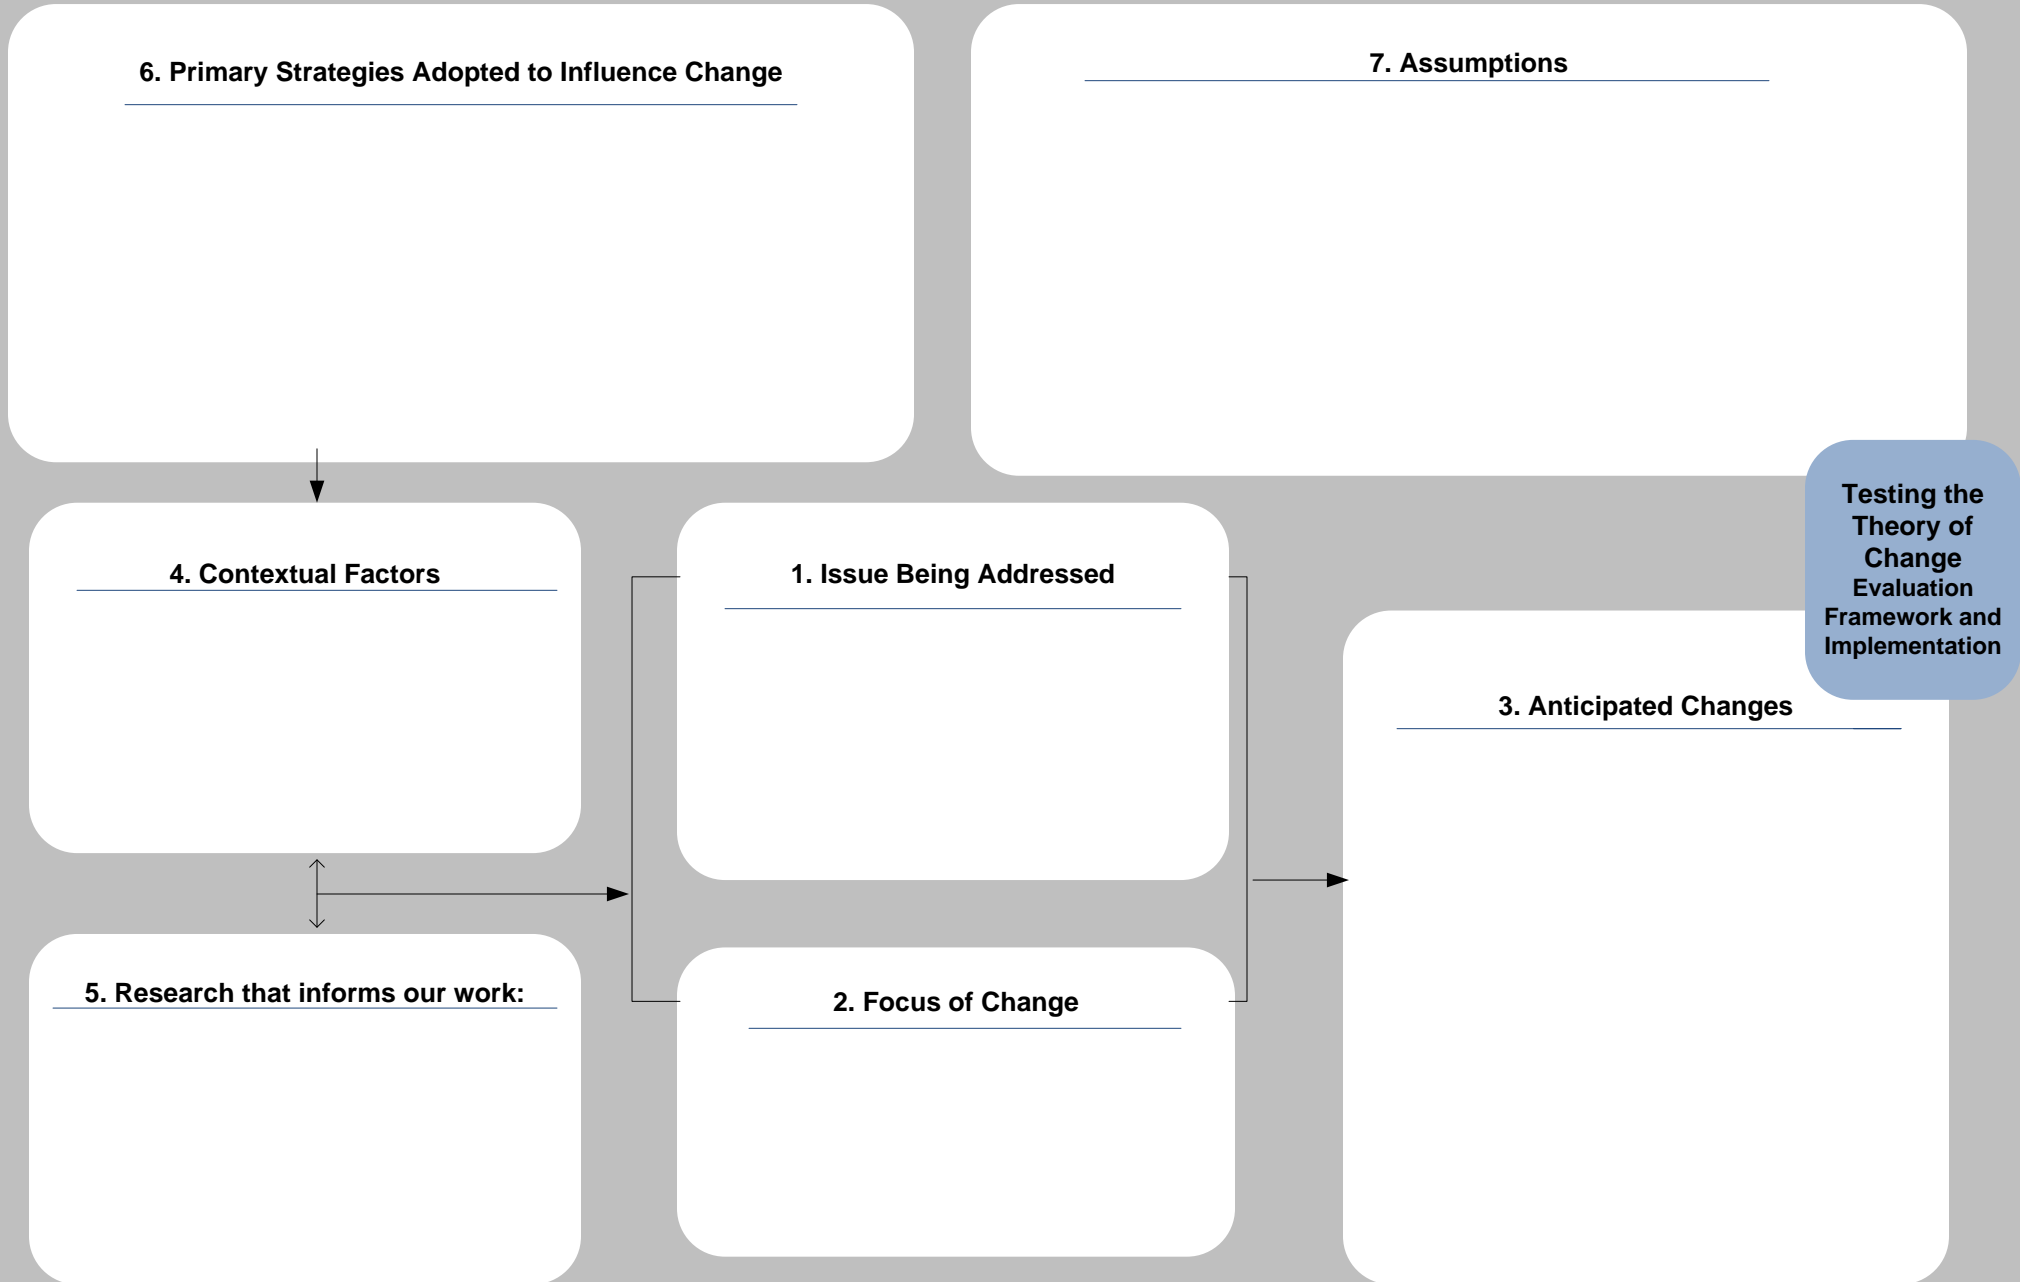 6. Primary Strategies Adopted to Influence Change
7. Assumptions
Testing the
Theory of
Change
Evaluation
Framework and
Implementation
4. Contextual Factors
1. Issue Being Addressed
3. Anticipated Changes
5. Research that informs our work:
2. Focus of Change